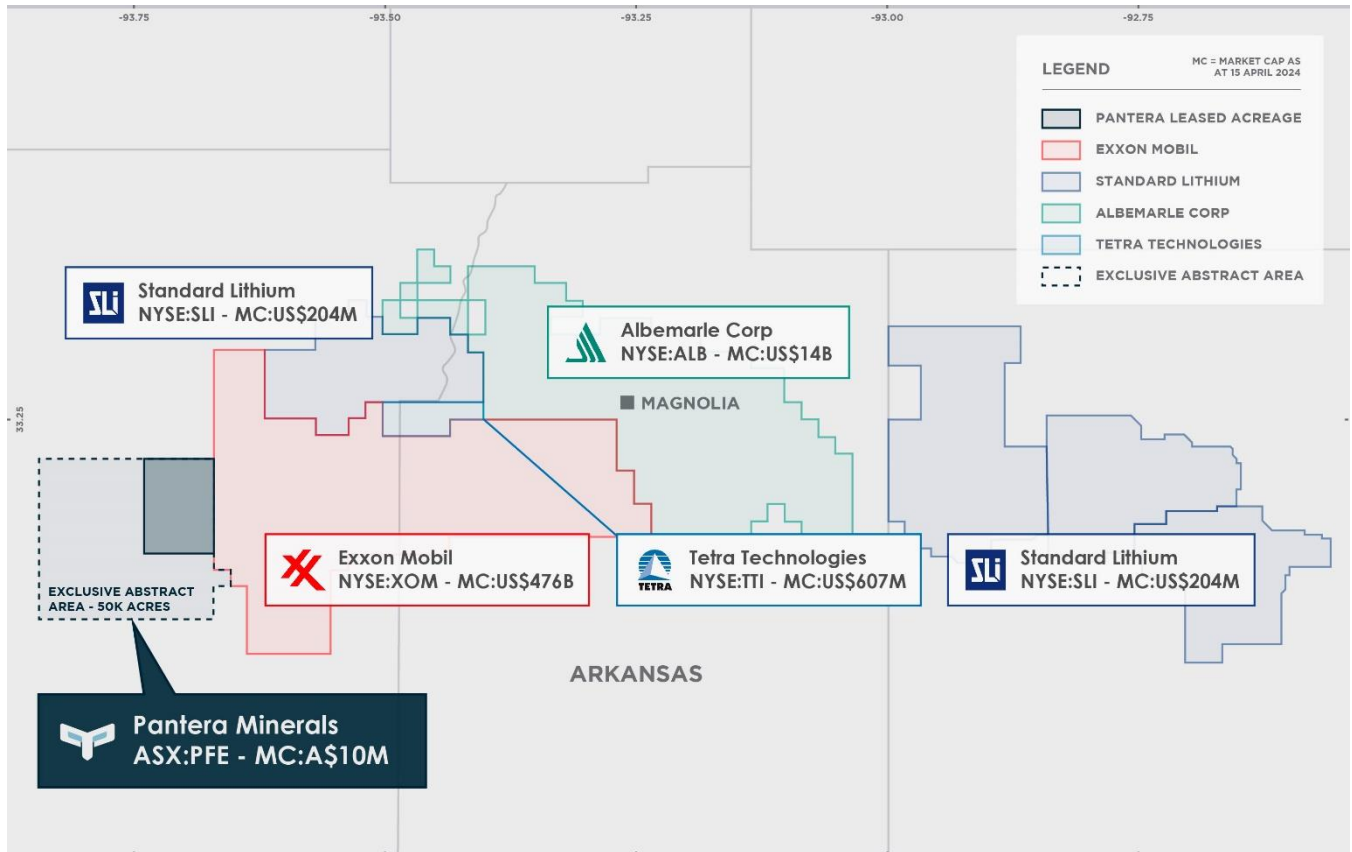 -93.75
-93.50
-93.25
-93.00
-92.75
LEGEND
MC = MARKET CAP AS
AT 15 APRIL 2024
PANTERA LEASED ACREAGE
EXXON MOBIL
STANDARD LITHIUM
ALBEMARLE CORP
TETRA TECHNOLOGIES
EXCLUSIVE ABSTRACT AREA
SLi
Standard Lithium
NYSE:SLI - MC:US$204M
Albemarle Corp
NYSE:ALB - MC:US$14B
MAGNOLIA
33.25
Exxon Mobil
NYSE:XOM - MC:US$476B
TETRA
Tetra Technologies
NYSE:TTI - MC:US$607M
SLi
Standard Lithium
NYSE:SLI - MC:US$204M
EXCLUSIVE ABSTRACT
AREA - 50K ACRES
ARKANSAS
Pantera Minerals
ASX:PFE - MC:A$10M